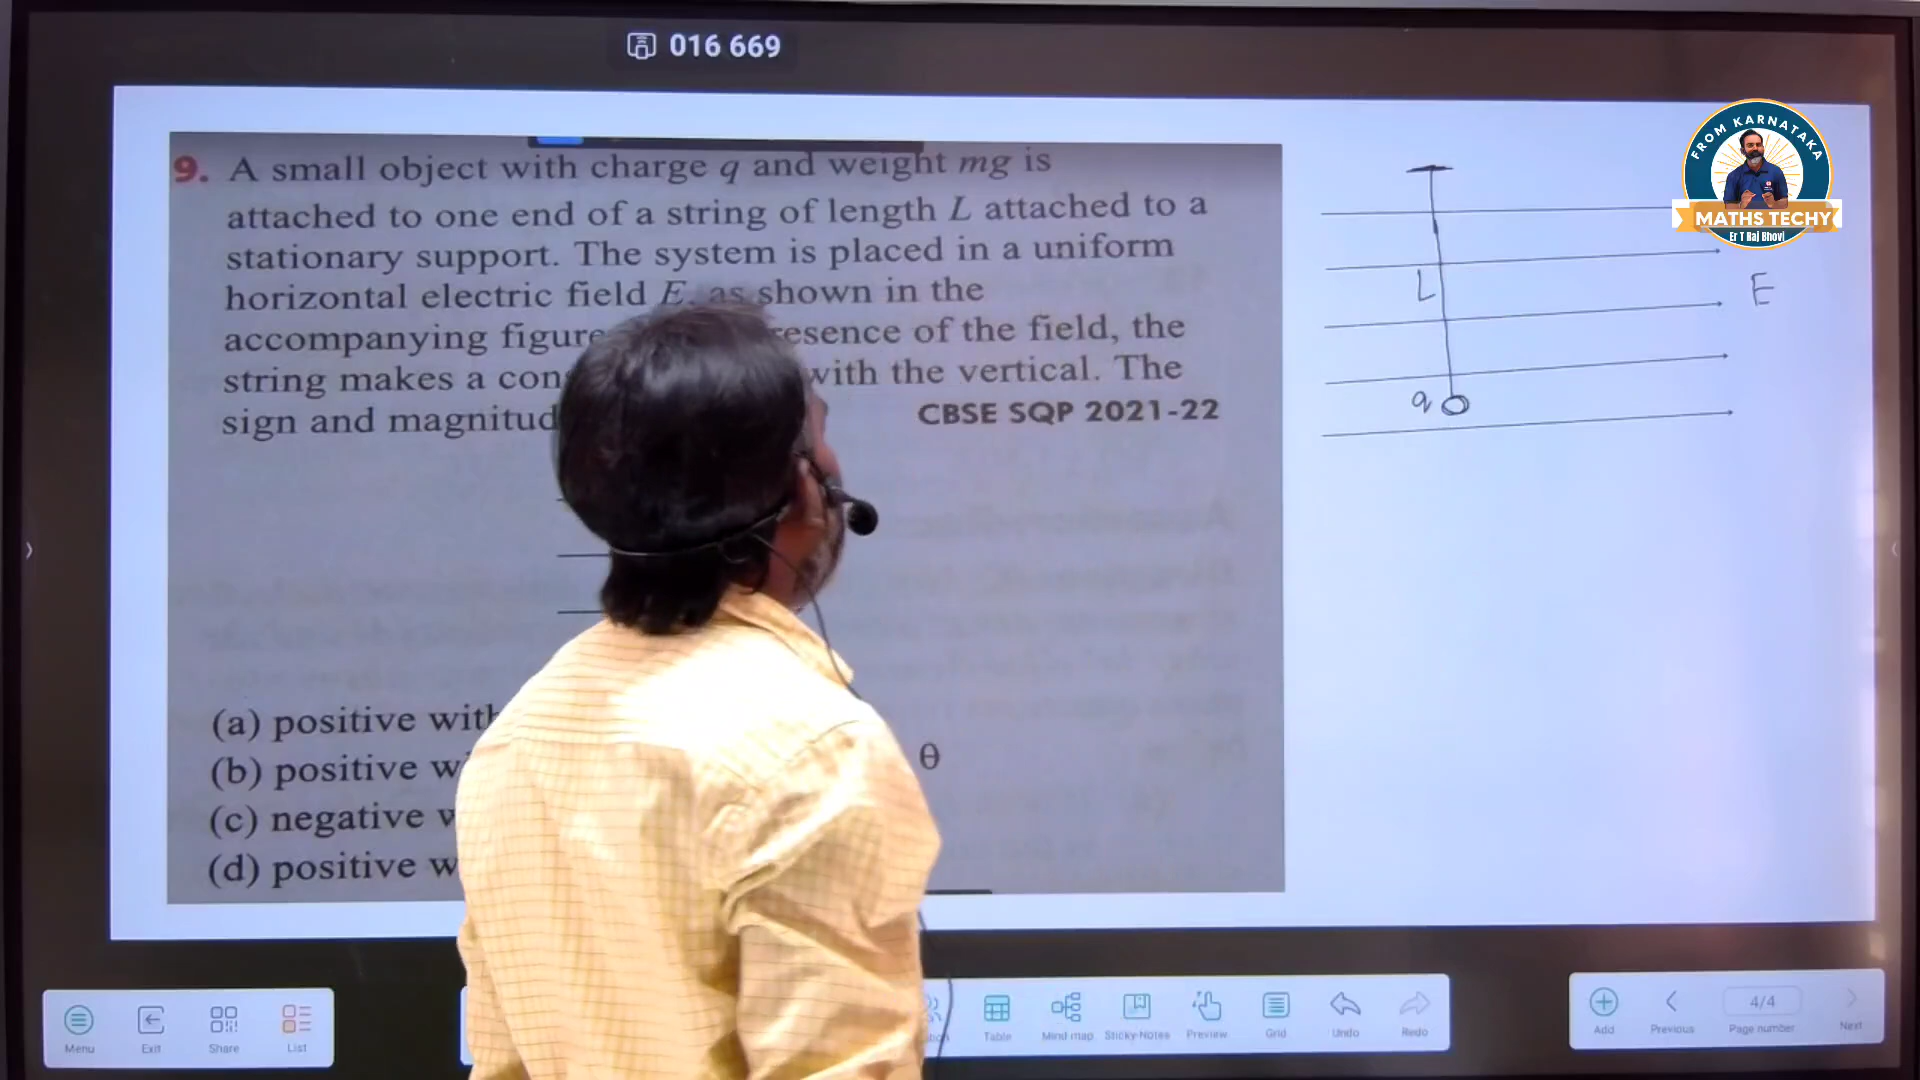 016 669
FROM KARNATAKA
MATHS TECHY
Er T Raj Bhovi
9. A small object with charge q and weight mg is
attached to one end of a string of length L attached to a
stationary support. The system is placed in a uniform
horizontal electric field E, as shown in the
accompanying figure esence of the field, the
string makes a con with the vertical. The
sign and magnitud
CBSE SQP 2021-22
(a) positive with
(b) positive w θ
(c) negative w
(d) positive w
L
E
q
Menu Exit Share List
Table Mind map Sticky Notes Preview Grid Undo Redo
Add Previous 4/4 Page number Next